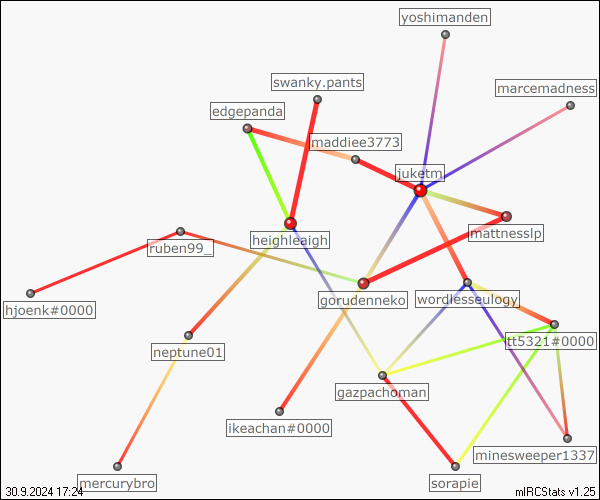 yoshimanden
swanky.pants
marcemadness
edgepanda
maddiee3773
juketm
mattnesslp
heighleaigh
ruben99_
gorudenneko
wordlesseulogy
hjoenk#0000
tt5321#0000
neptune01
gazpachoman
ikeachan#0000
minesweeper1337
mercurybro
sorapie
30.9.2024 17:24
mIRCStats v1.25